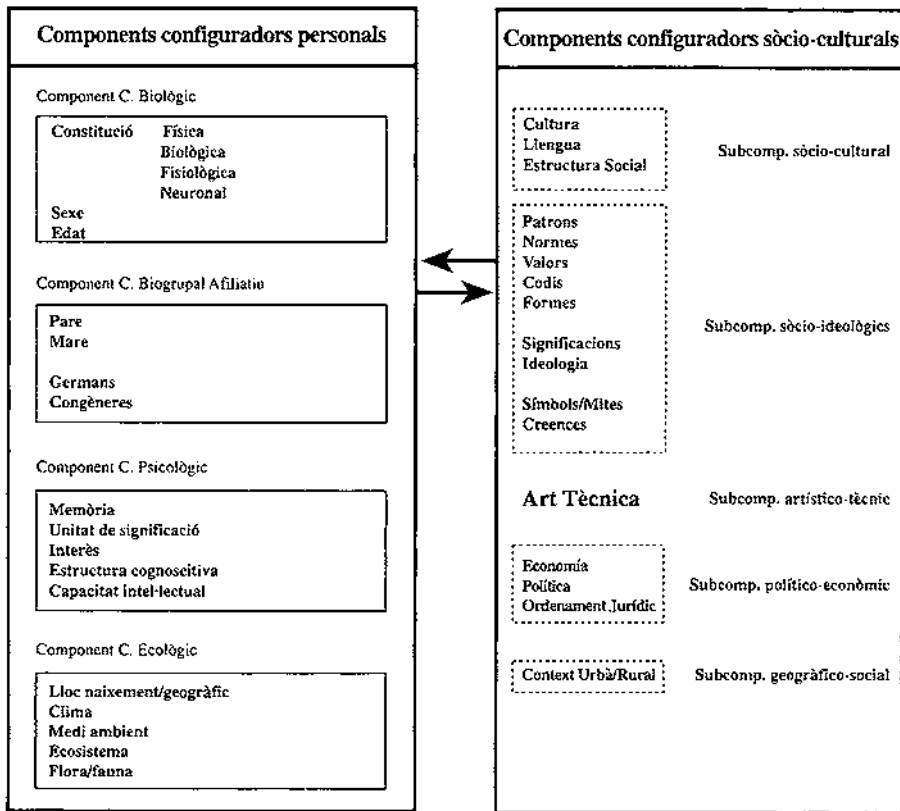 Components configuradors personals
Component C. Biològic
Constitució Física
Biològica
Fisiològica
Neuronal
Sexe
Edat
Component C. Biogrupal Afiliatiu
Pare
Mare
Germans
Congèneres
Component C. Psicològic
Memòria
Unitat de significació
Interès
Estructura cognoscitiva
Capacitat intel·lectual
Component C. Ecològic
Lloc naixement/geogràfic
Clima
Medi ambient
Ecosistema
Flora/fauna
Components configuradors sòcio-culturals
Cultura
Llengua
Estructura Social
Subcomp. sòcio-cultural
Patrons
Normes
Valors
Codis
Formes
Significacions
Ideologia
Símbols/Mites
Creences
Subcomp. sòcio-ideològics
Art Tècnica
Subcomp. artístico-tècnic
Economía
Política
Ordenament Jurídic
Subcomp. político-econòmic
Context Urbà/Rural
Subcomp. geogràfico-social